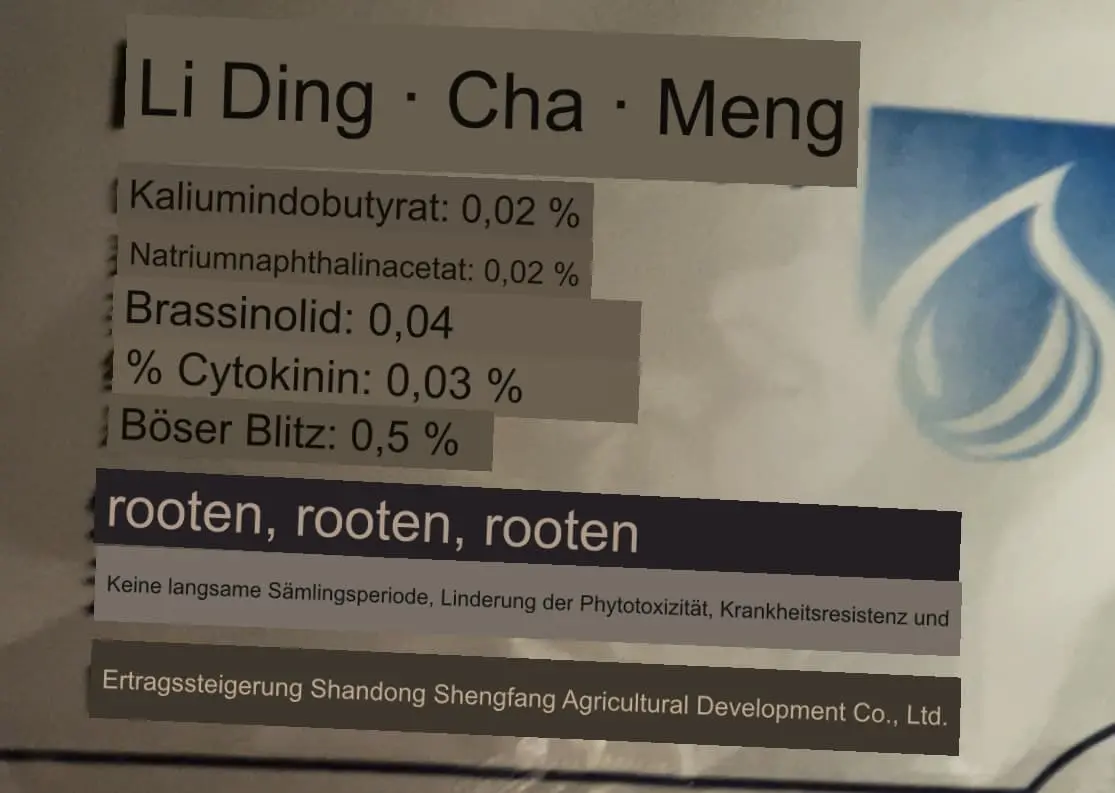 Li Ding · Cha · Meng
Kaliumindobutyrat: 0,02 %
Natriumnaphthalinacetat: 0,02 %
Brassinolid: 0,04
% Cytokinin: 0,03 %
Böser Blitz: 0,5 %
rooten, rooten, rooten
Keine langsame Sämlingsperiode, Linderung der Phytotoxizität, Krankheitsresistenz und
Ertragssteigerung Shandong Shengfang Agricultural Development Co., Ltd.